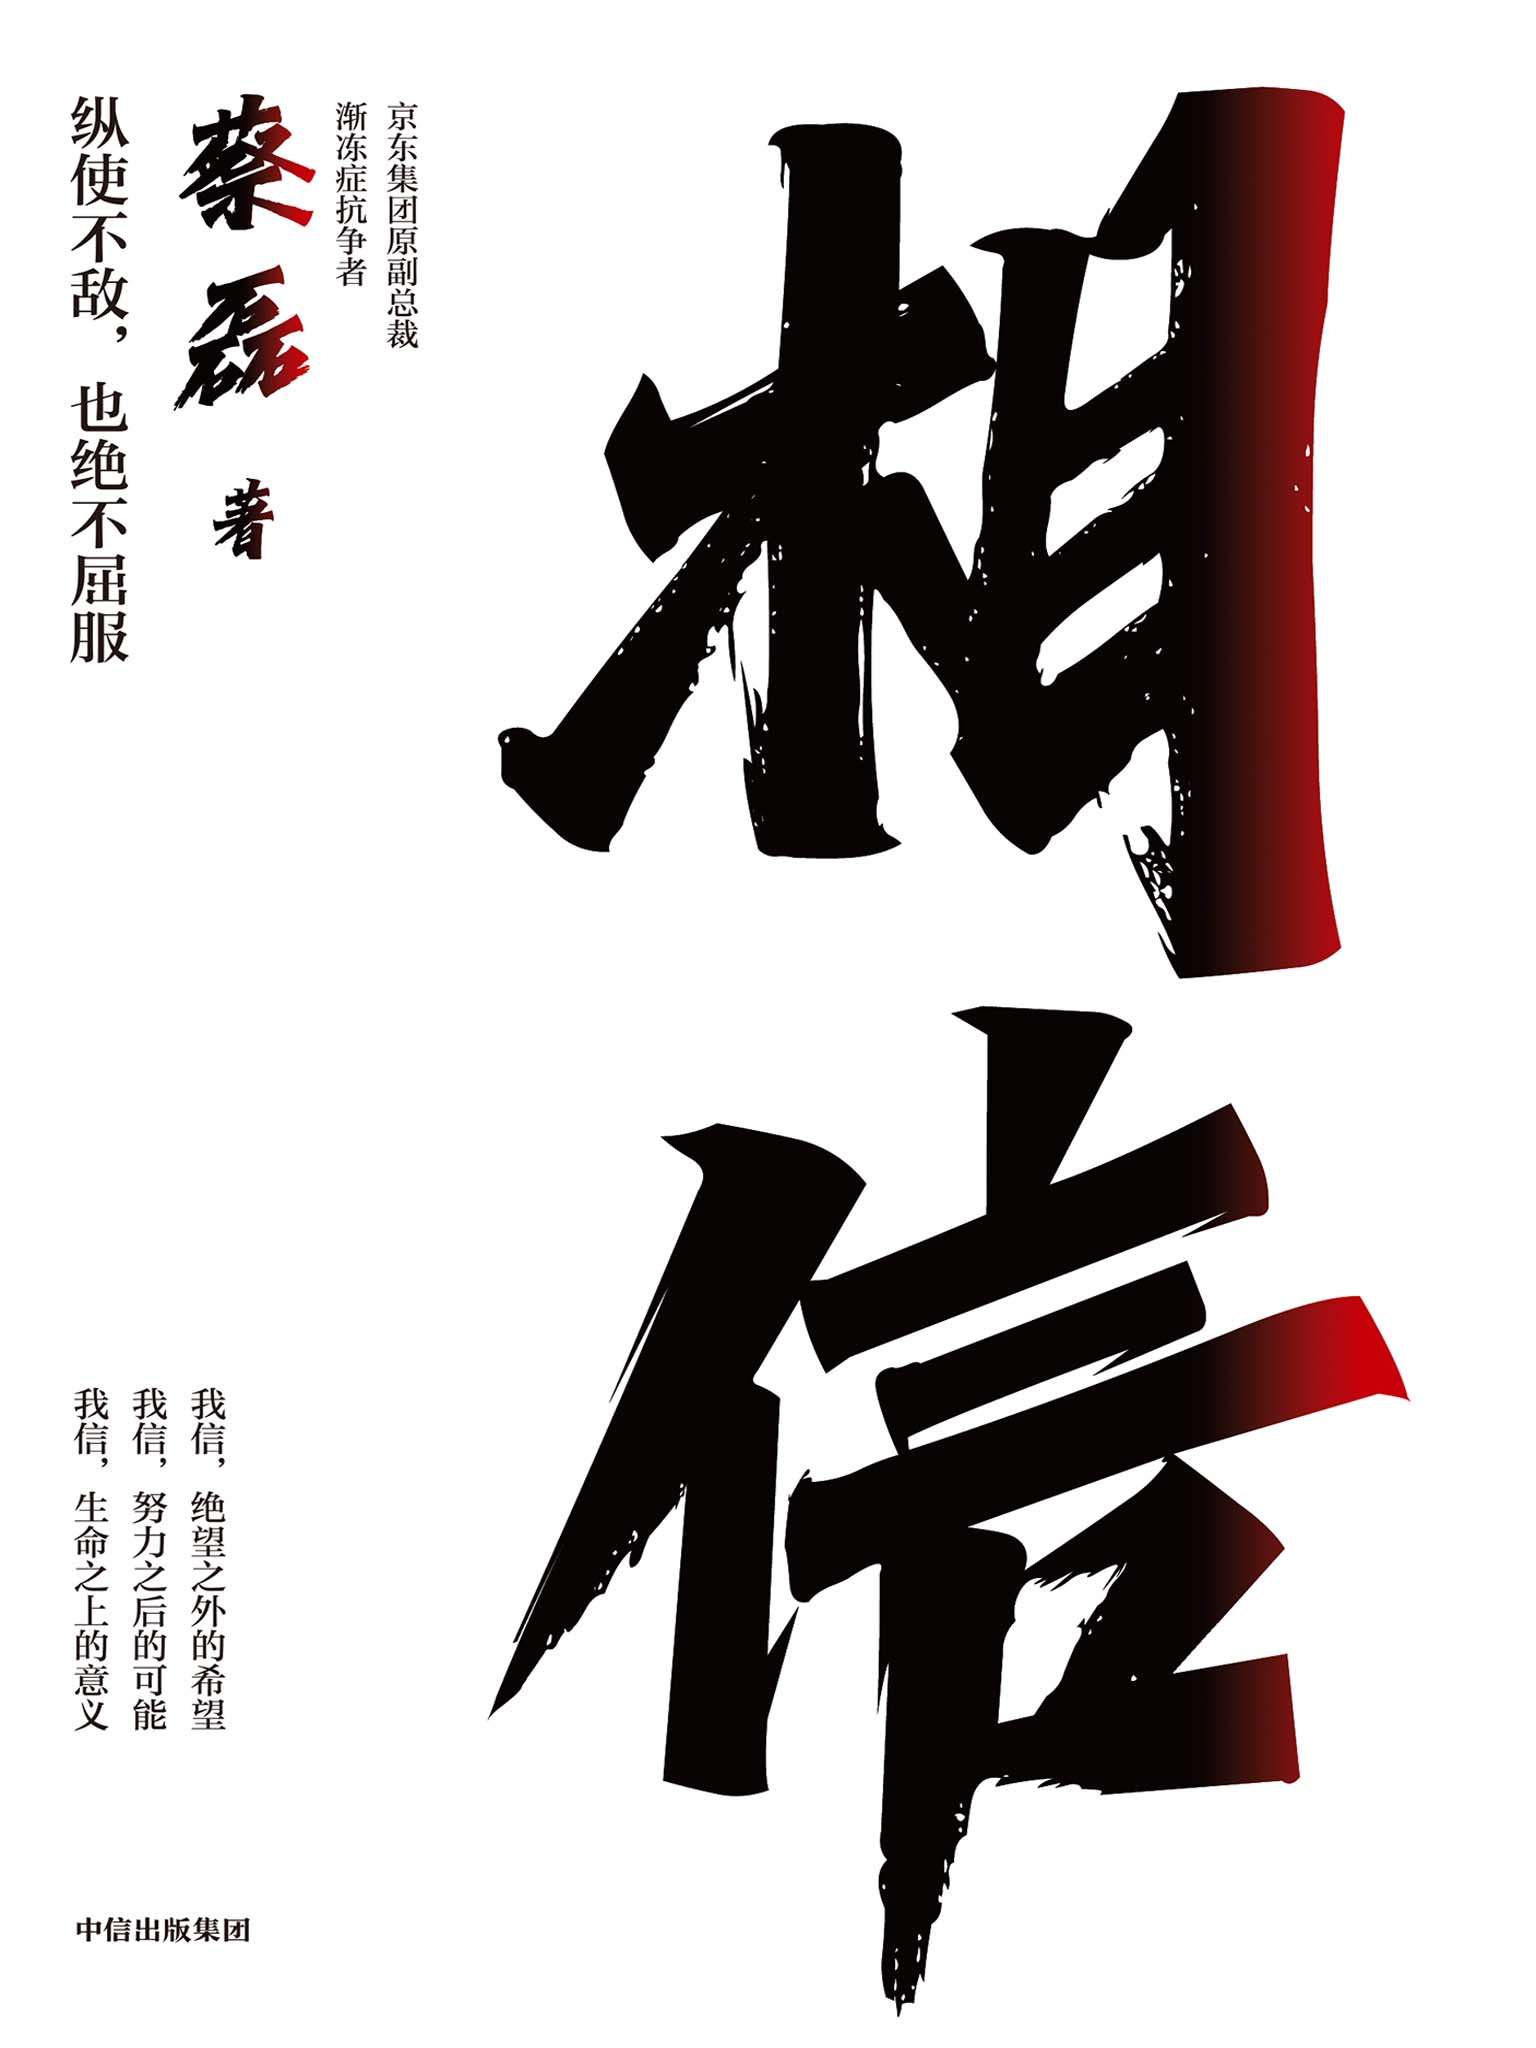 相信
京东集团原副总裁
渐冻症抗争者
蔡磊 著
纵使不敌，也绝不屈服
我信，绝望之外的希望
我信，努力之后的可能
我信，生命之上的意义
中信出版集团